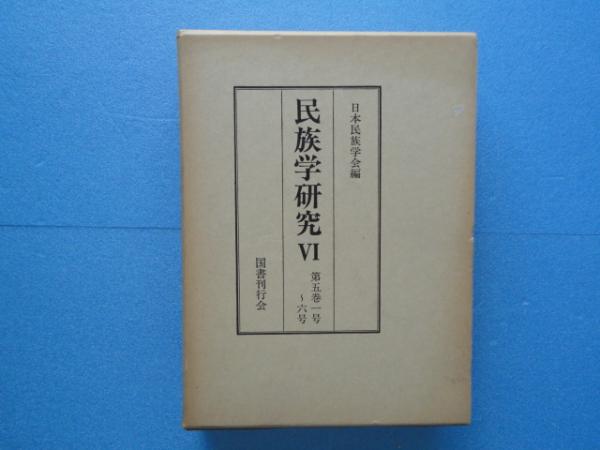 日本民族学会編
民族学研究 VI
第五巻一号
~六号
国書刊行会